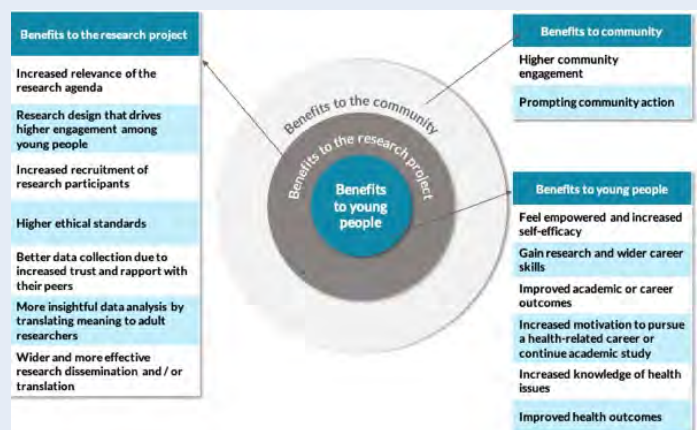 Benefits to the research project
Increased relevance of the
research agenda
Research design that drives
higher engagement among
young people
Increased recruitment of
research participants
Higher ethical standards
Better data collection due to
increased trust and rapport with
their peers
More insightful data analysis by
translating meaning to adult
researchers
Wider and more effective
research dissemination and / or
translation
Benefits to the community
Benefits to the research project
Benefits
to young
people
Benefits to community
Higher community
engagement
Prompting community action
Benefits to young people
Feel empowered and increased
self-efficacy
Gain research and wider career
skills
Improved academic or career
outcomes
Increased motivation to pursue
a health-related career or
continue academic study
Increased knowledge of health
issues
Improved health outcomes